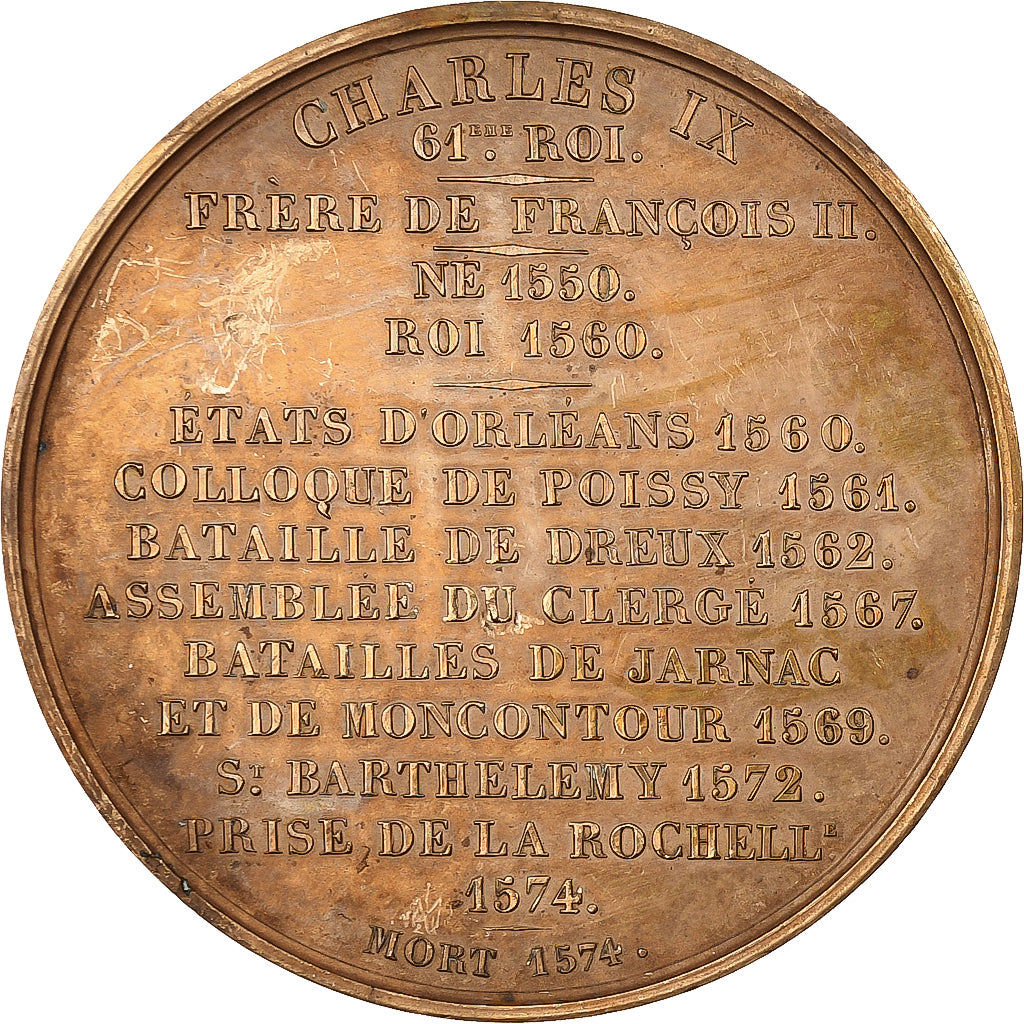 CHARLES IX
61EME. ROI.
FRÈRE DE FRANÇOIS II.
NÉ 1550.
ROI 1560.
ÉTATS D'ORLÉANS 1560.
COLLOQUE DE POISSY 1561.
BATAILLE DE DREUX 1562.
ASSEMBLÉE DU CLERGÉ 1567.
BATAILLES DE JARNAC
ET DE MONCONTOUR 1569.
ST. BARTHELEMY 1572.
PRISE DE LA ROCHELLE
1574.
MORT 1574.